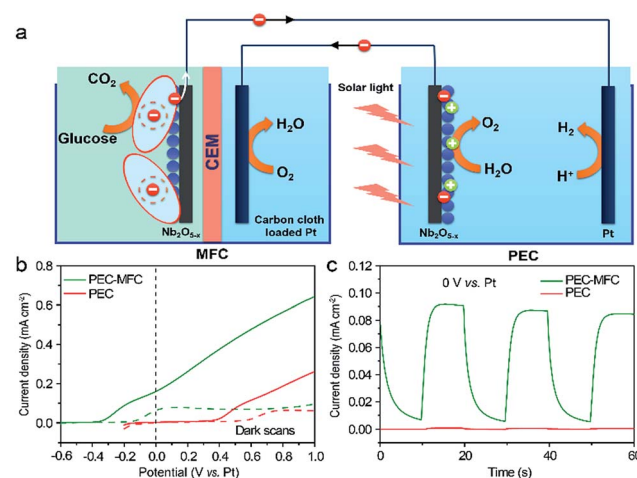 a
CO2
Glucose
Nb2O5-x
CEM
H2O
O2
Carbon cloth
loaded Pt
MFC
Solar light
O2
H2O
Nb2O5-x
H2
H+
Pt
PEC
b
PEC-MFC
PEC
Dark scans
Current density (mA cm-2)
0.8
0.6
0.4
0.2
0.0
-0.6 -0.4 -0.2 0.0 0.2 0.4 0.6 0.8 1.0
Potential (V vs. Pt)
c
0 V vs. Pt
PEC-MFC
PEC
Current density (mA cm-2)
0.12
0.10
0.08
0.06
0.04
0.02
0.00
0 20 40 60
Time (s)